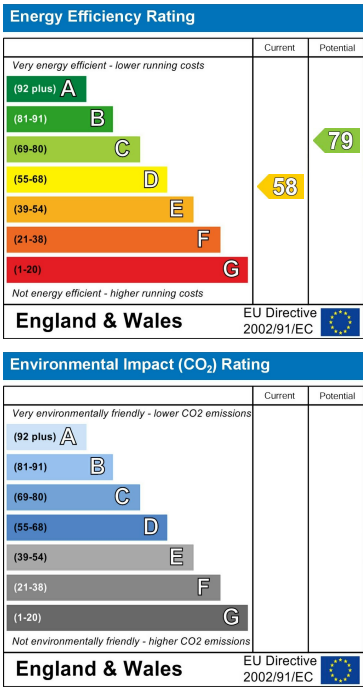 Energy Efficiency Rating
Current Potential
Very energy efficient - lower running costs
(92 plus) A
(81-91) B
(69-80) C
79
(55-68) D
58
(39-54) E
(21-38) F
(1-20) G
Not energy efficient - higher running costs
England & Wales
EU Directive
2002/91/EC
Environmental Impact (CO₂) Rating
Current Potential
Very environmentally friendly - lower CO2 emissions
(92 plus) A
(81-91) B
(69-80) C
(55-68) D
(39-54) E
(21-38) F
(1-20) G
Not environmentally friendly - higher CO2 emissions
England & Wales
EU Directive
2002/91/EC